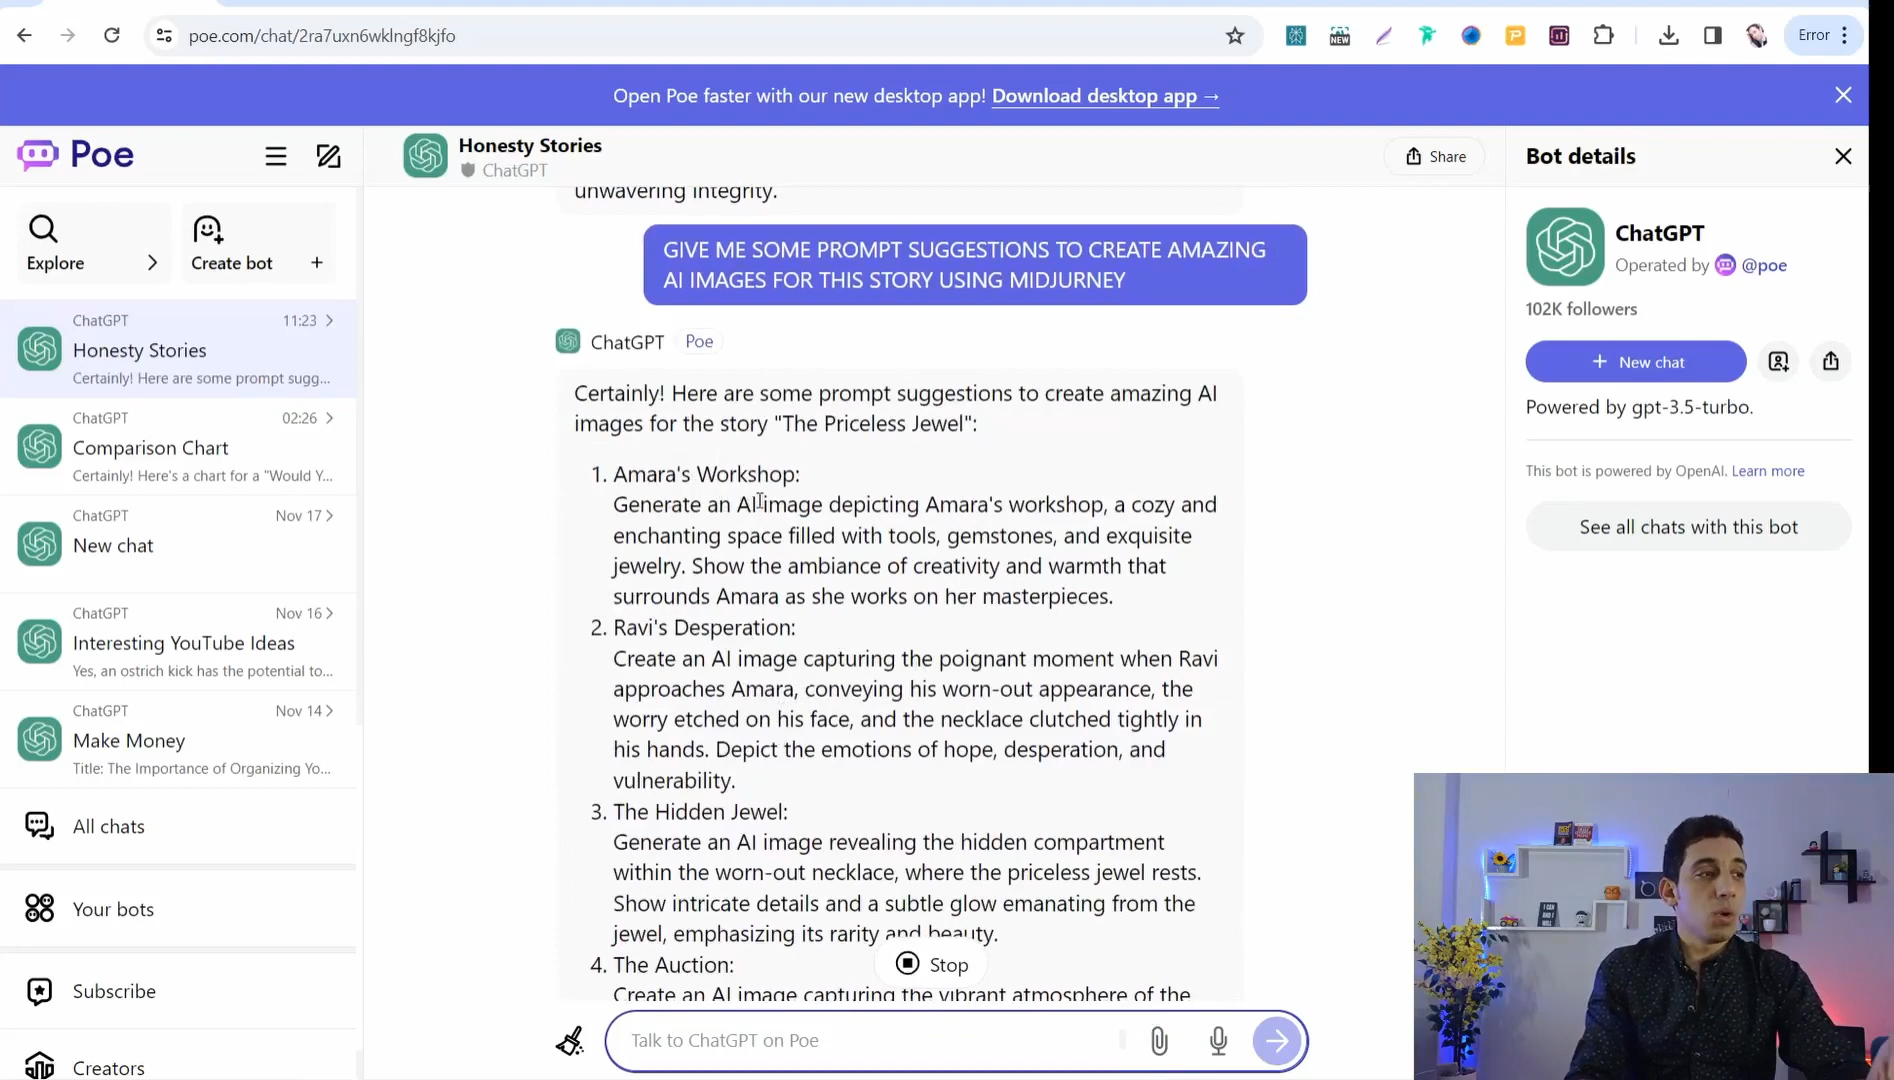 poe.com/chat/2ra7uxn6wklngf8kjfo
NEW
Error
Open Poe faster with our new desktop app! Download desktop app →
Poe
Explore
Create bot
ChatGPT 11:23
Honesty Stories
Certainly! Here are some prompt sugg...
ChatGPT 02:26
Comparison Chart
Certainly! Here's a chart for a "Would Y...
ChatGPT Nov 17
New chat
ChatGPT Nov 16
Interesting YouTube Ideas
Yes, an ostrich kick has the potential to...
ChatGPT Nov 14
Make Money
Title: The Importance of Organizing Yo...
All chats
Your bots
Subscribe
Creators
Honesty Stories
ChatGPT
Share
unwavering integrity.
GIVE ME SOME PROMPT SUGGESTIONS TO CREATE AMAZING
AI IMAGES FOR THIS STORY USING MIDJURNEY
ChatGPT Poe
Certainly! Here are some prompt suggestions to create amazing AI
images for the story "The Priceless Jewel":
1. Amara's Workshop:
Generate an AI image depicting Amara's workshop, a cozy and
enchanting space filled with tools, gemstones, and exquisite
jewelry. Show the ambiance of creativity and warmth that
surrounds Amara as she works on her masterpieces.
2. Ravi's Desperation:
Create an AI image capturing the poignant moment when Ravi
approaches Amara, conveying his worn-out appearance, the
worry etched on his face, and the necklace clutched tightly in
his hands. Depict the emotions of hope, desperation, and
vulnerability.
3. The Hidden Jewel:
Generate an AI image revealing the hidden compartment
within the worn-out necklace, where the priceless jewel rests.
Show intricate details and a subtle glow emanating from the
jewel, emphasizing its rarity and beauty.
4. The Auction:
Create an AI image capturing the vibrant atmosphere of the
Stop
Talk to ChatGPT on Poe
Bot details
ChatGPT
Operated by @poe
102K followers
+ New chat
Powered by gpt-3.5-turbo.
This bot is powered by OpenAI. Learn more
See all chats with this bot
I CAN
AND I
WILL